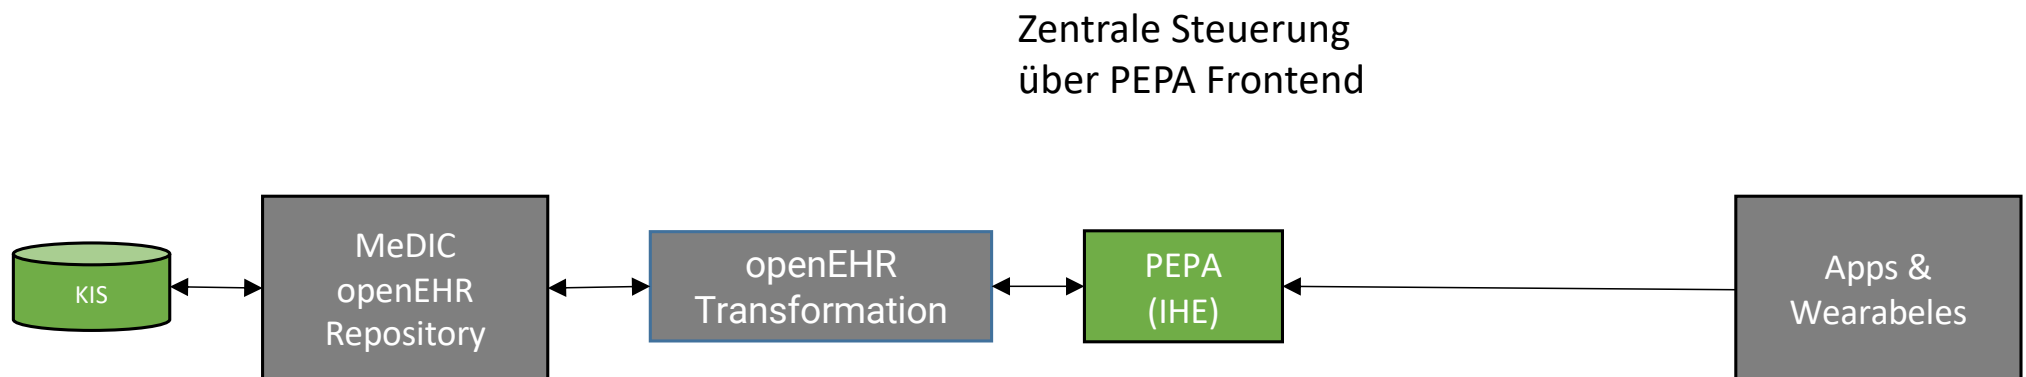 Zentrale Steuerung
über PEPA Frontend
KIS
MeDIC
openEHR
Repository
openEHR
Transformation
PEPA
(IHE)
Apps &
Wearabeles